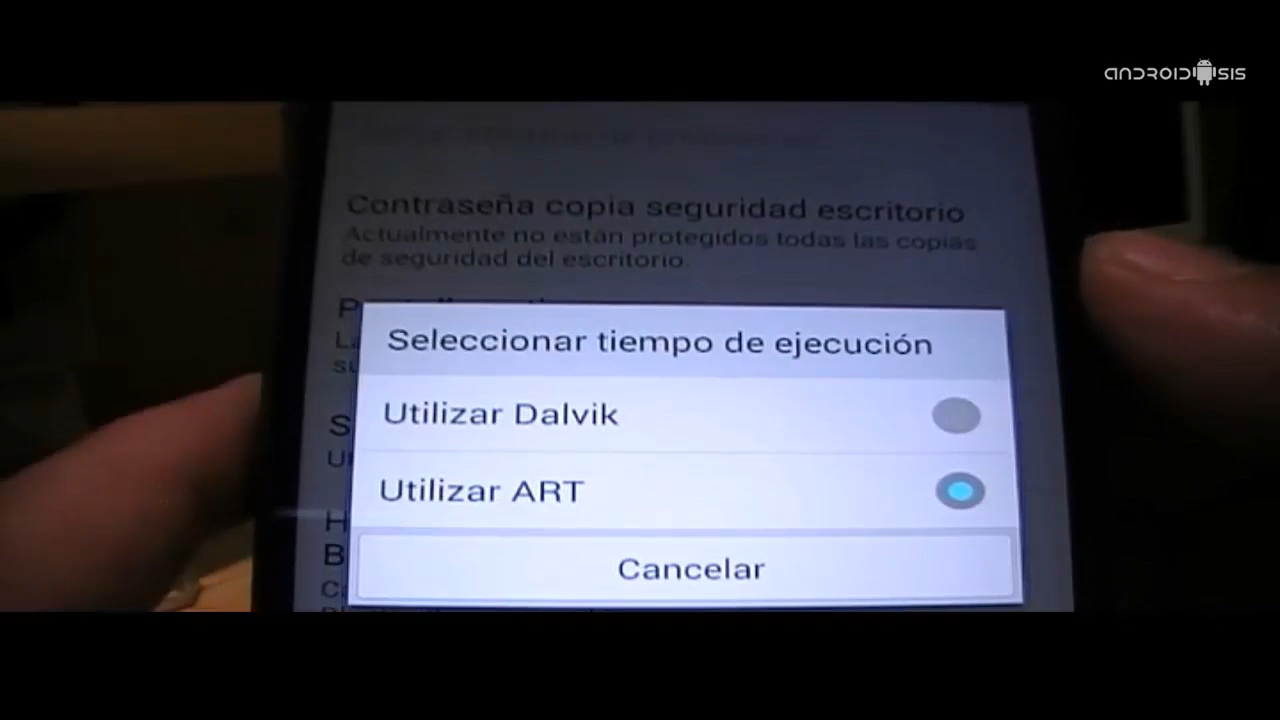 ANDROIDSIS
Contraseña copia seguridad escritorio
Actualmente no están protegidos todas las copias
de seguridad del escritorio.
Seleccionar tiempo de ejecución
Utilizar Dalvik
Utilizar ART
Cancelar